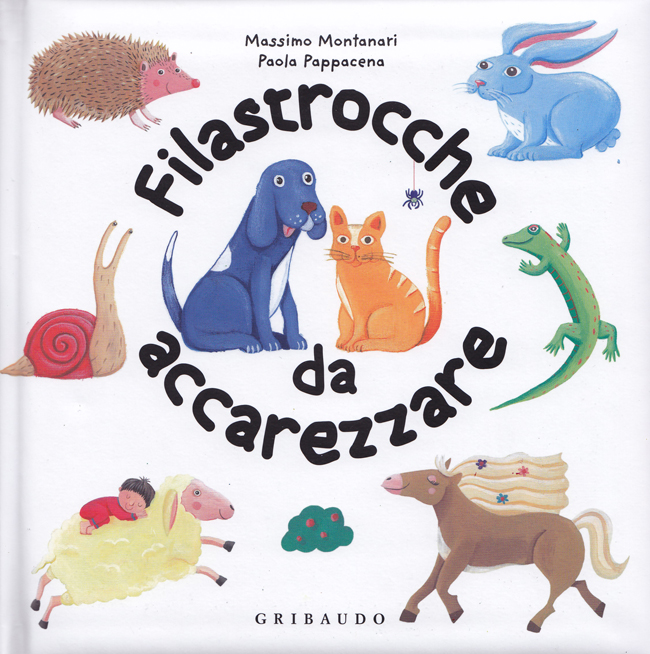 Massimo Montanari
Paola Pappacena
Filastrocche
da
accarezzare
GRIBAUDO